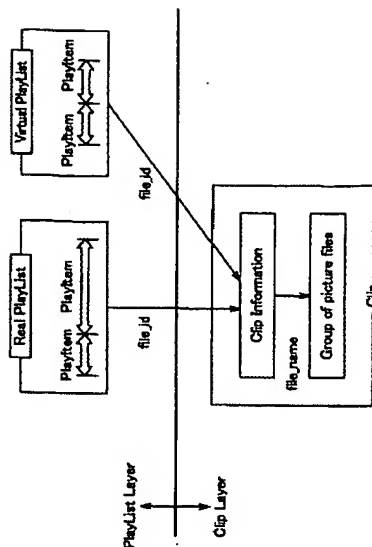 Real PlayList
PlayItem PlayItem
Virtual PlayList
PlayItem PlayItem
file_id
file_id
PlayList Layer
Clip Layer
Clip Information
file_name
Group of picture files
Clip